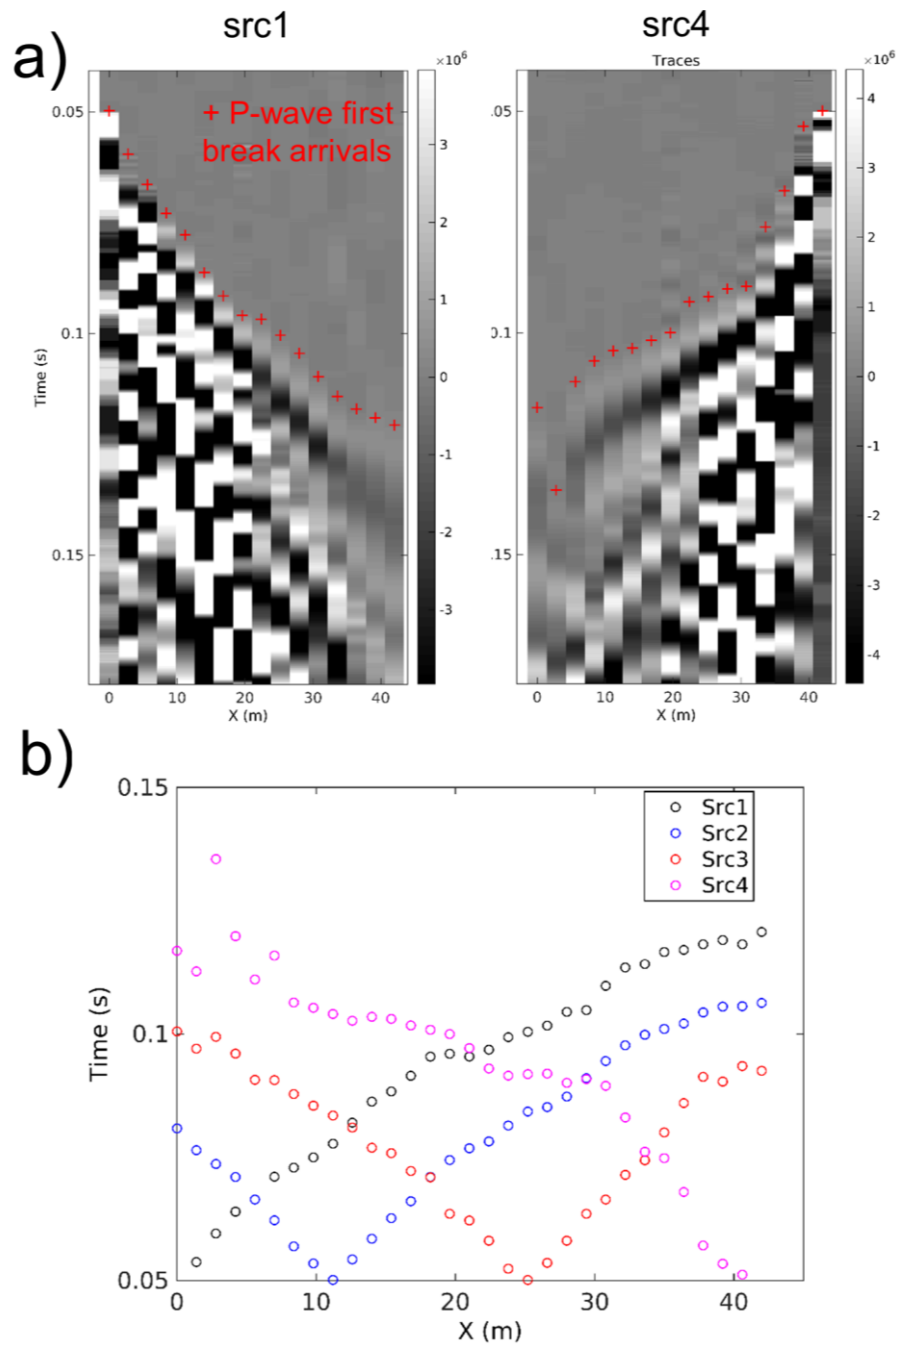 src1
src4
a)
Traces
×10⁶
×10⁶
+ P-wave first
break arrivals
0.05
0.1
0.15
Time (s)
0 10 20 30 40
X (m)
3
2
1
0
-1
-2
-3
.05
0.1
.15
0 10 20 30 40
X (m)
4
3
2
1
0
-1
-2
-3
-4
b)
0.15
0.1
0.05
Time (s)
Src1
Src2
Src3
Src4
0 10 20 30 40
X (m)